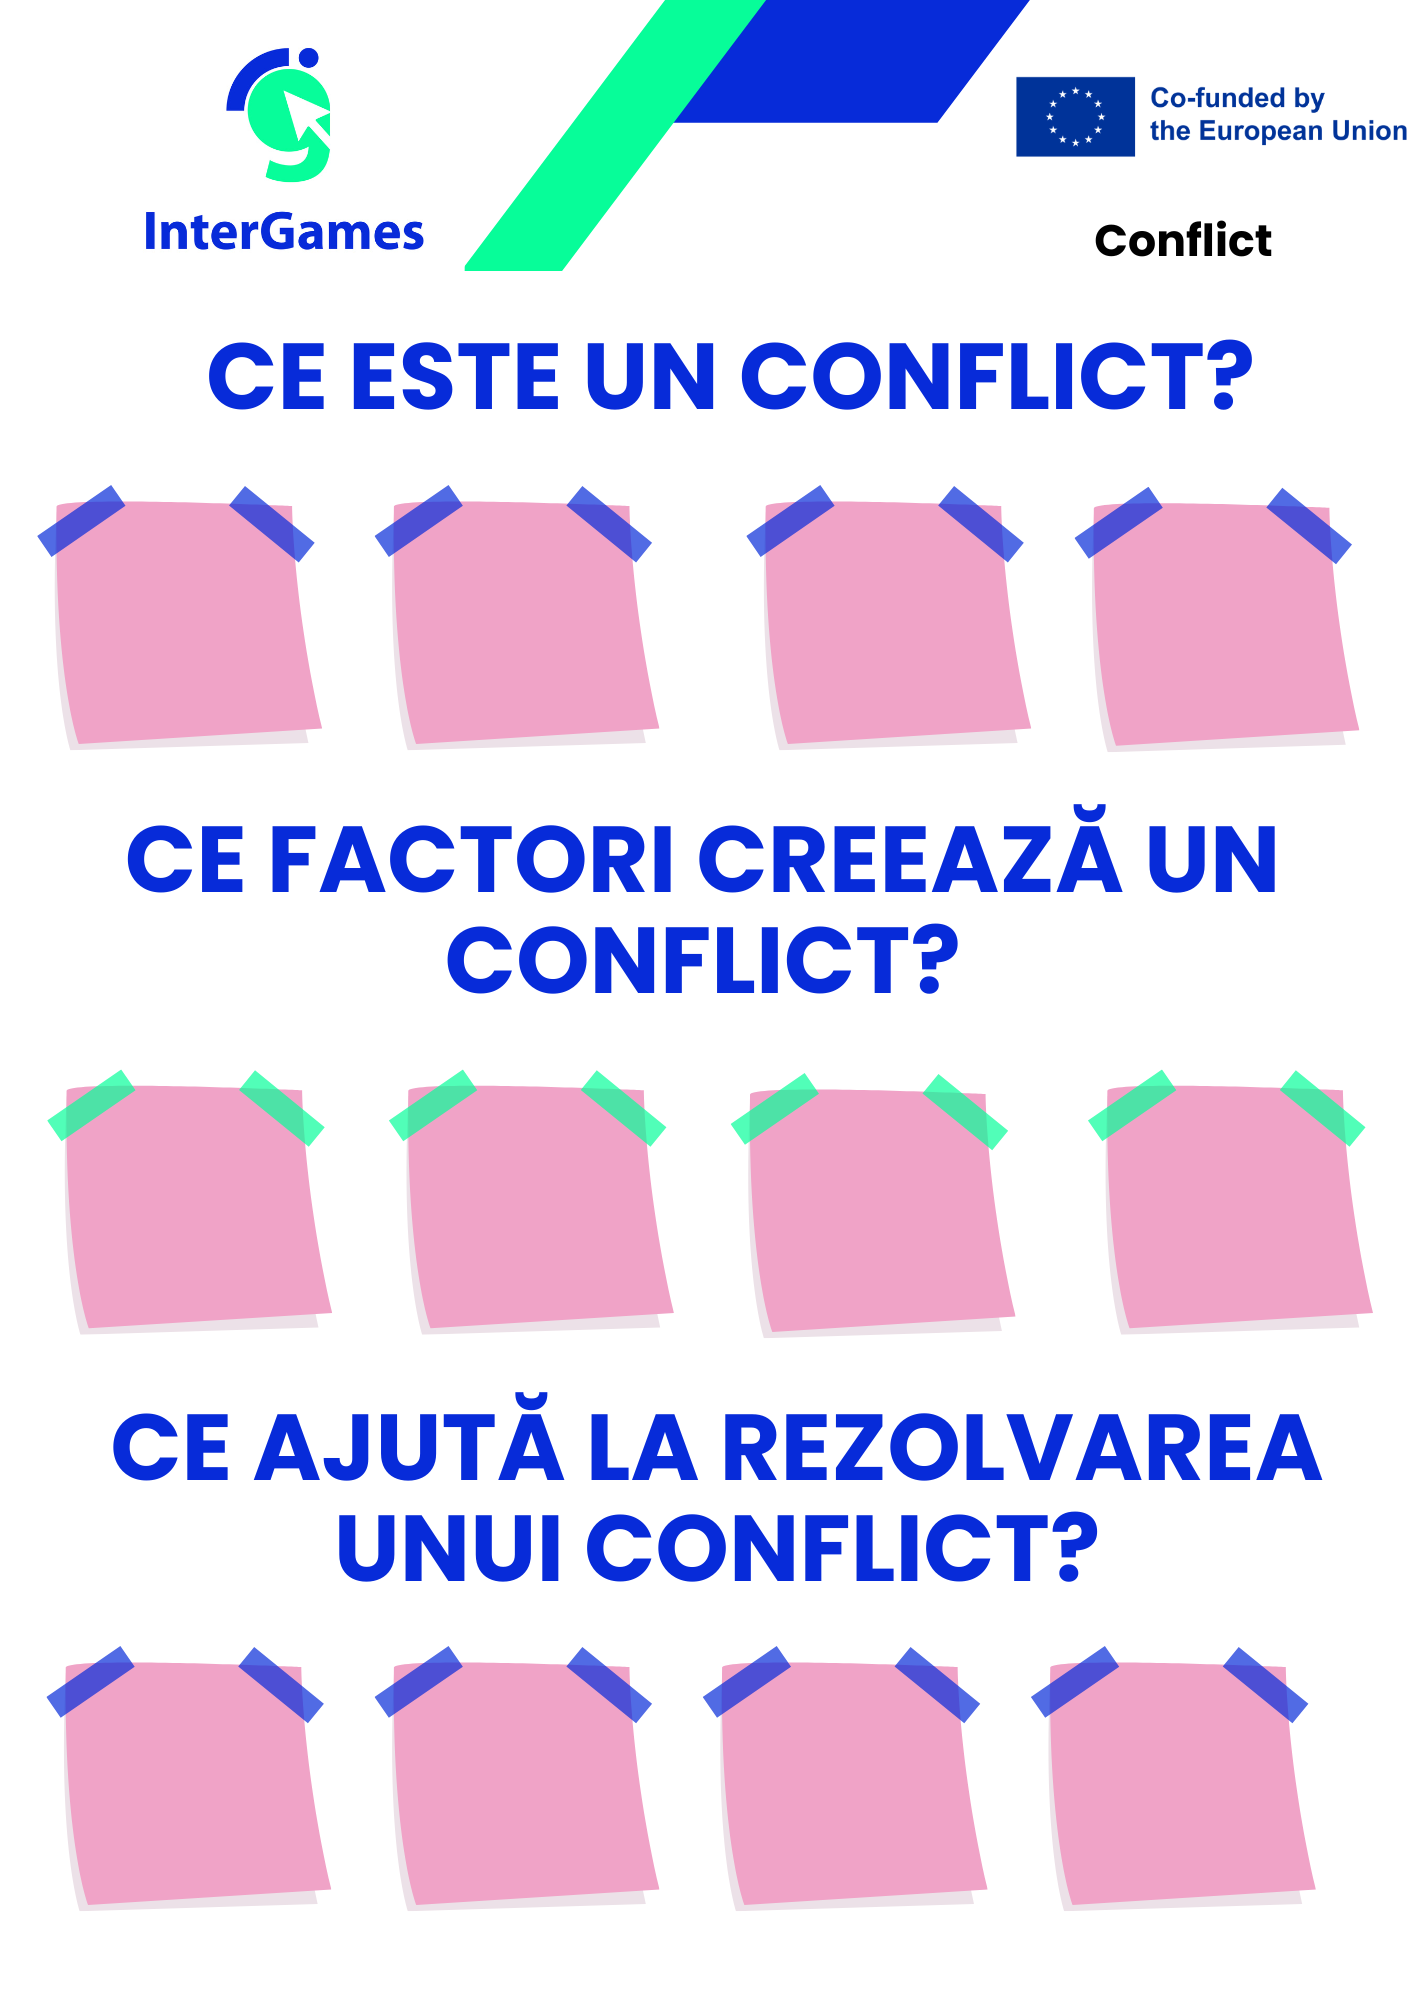 InterGames
Co-funded by
the European Union
Conflict
CE ESTE UN CONFLICT?
CE FACTORI CREEAZĂ UN
CONFLICT?
CE AJUTĂ LA REZOLVAREA
UNUI CONFLICT?